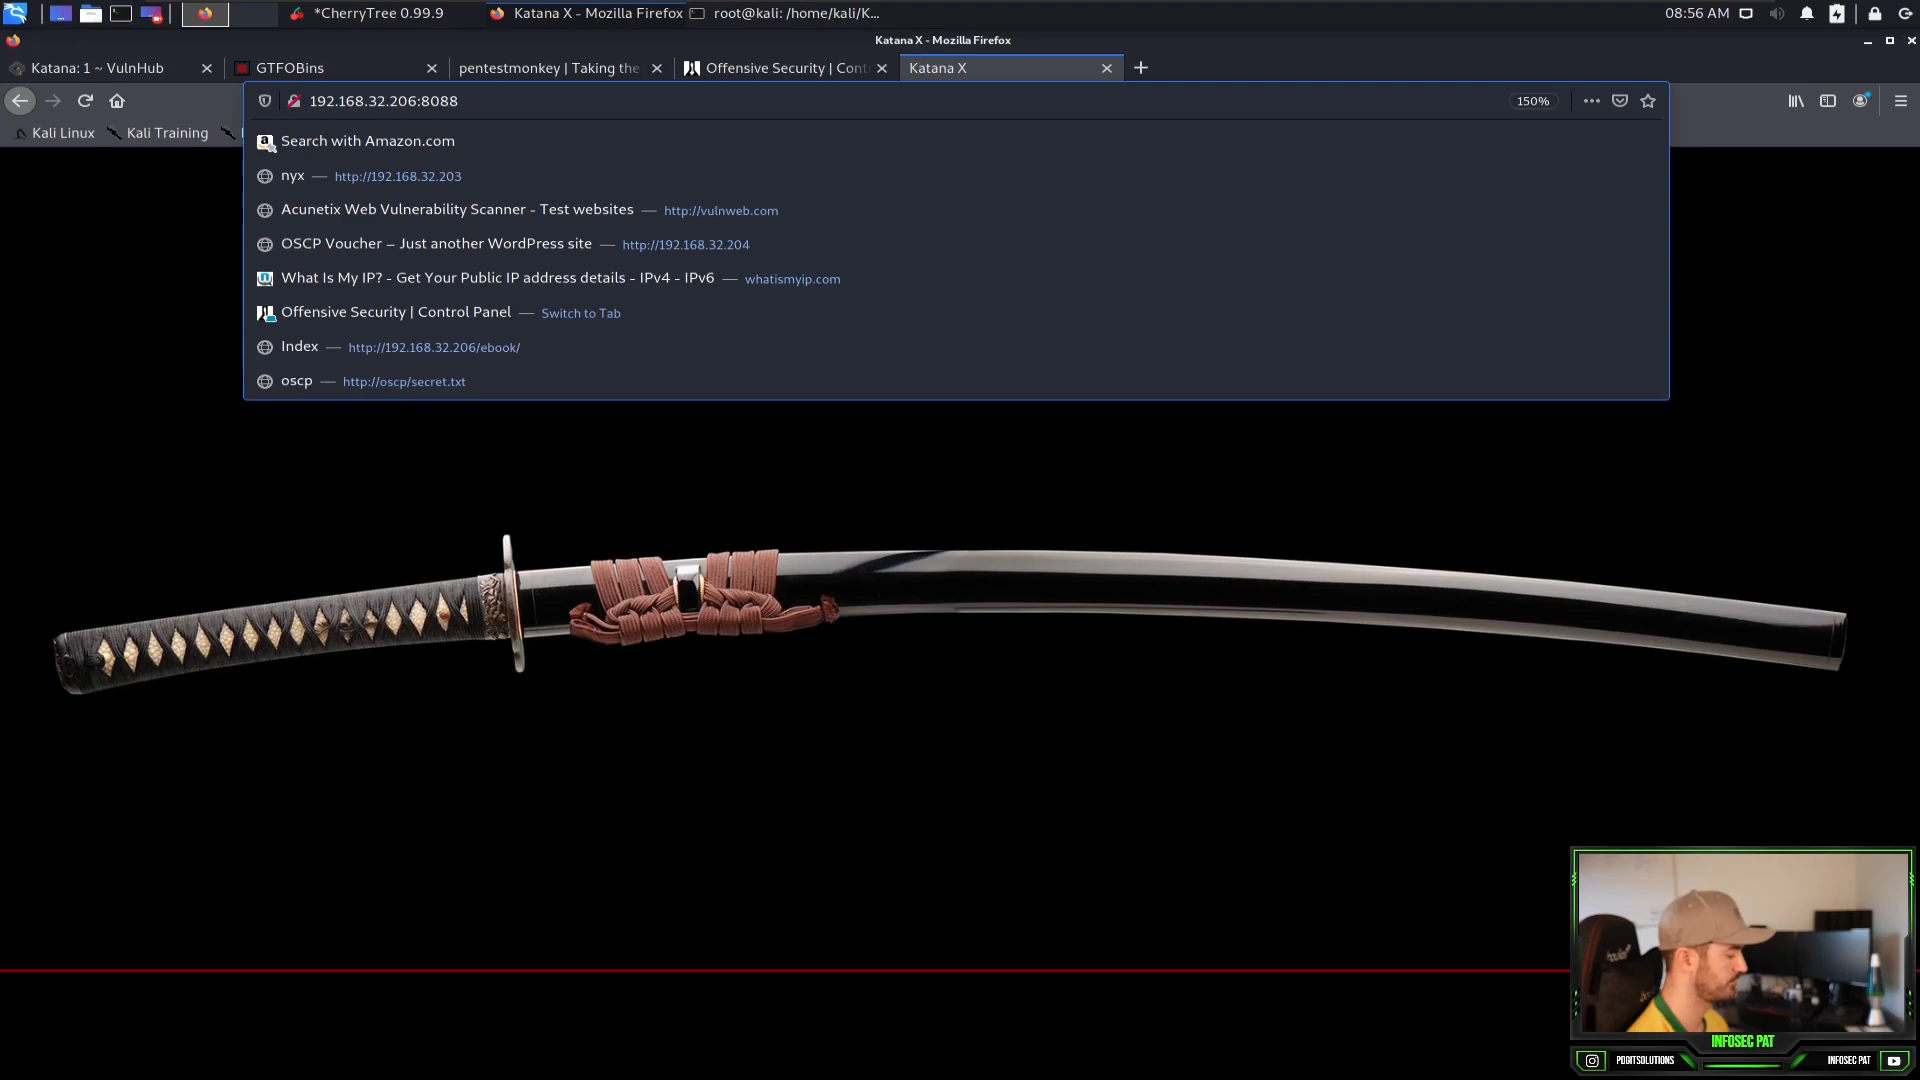 *CherryTree 0.99.9
Katana X - Mozilla Firefox
root@kali: /home/kali/K...
08:56 AM
Katana X - Mozilla Firefox
Katana: 1 ~ VulnHub
GTFOBins
pentestmonkey | Taking the
Offensive Security | Cont
Katana X
192.168.32.206:8088
150%
Kali Linux
Kali Training
Search with Amazon.com
nyx — http://192.168.32.203
Acunetix Web Vulnerability Scanner - Test websites — http://vulnweb.com
OSCP Voucher – Just another WordPress site — http://192.168.32.204
What Is My IP? - Get Your Public IP address details - IPv4 - IPv6 — whatismyip.com
Offensive Security | Control Panel — Switch to Tab
Index — http://192.168.32.206/ebook/
oscp — http://oscp/secret.txt
INFOSEC PAT
PDBITSOLUTIONS
INFOSEC PAT